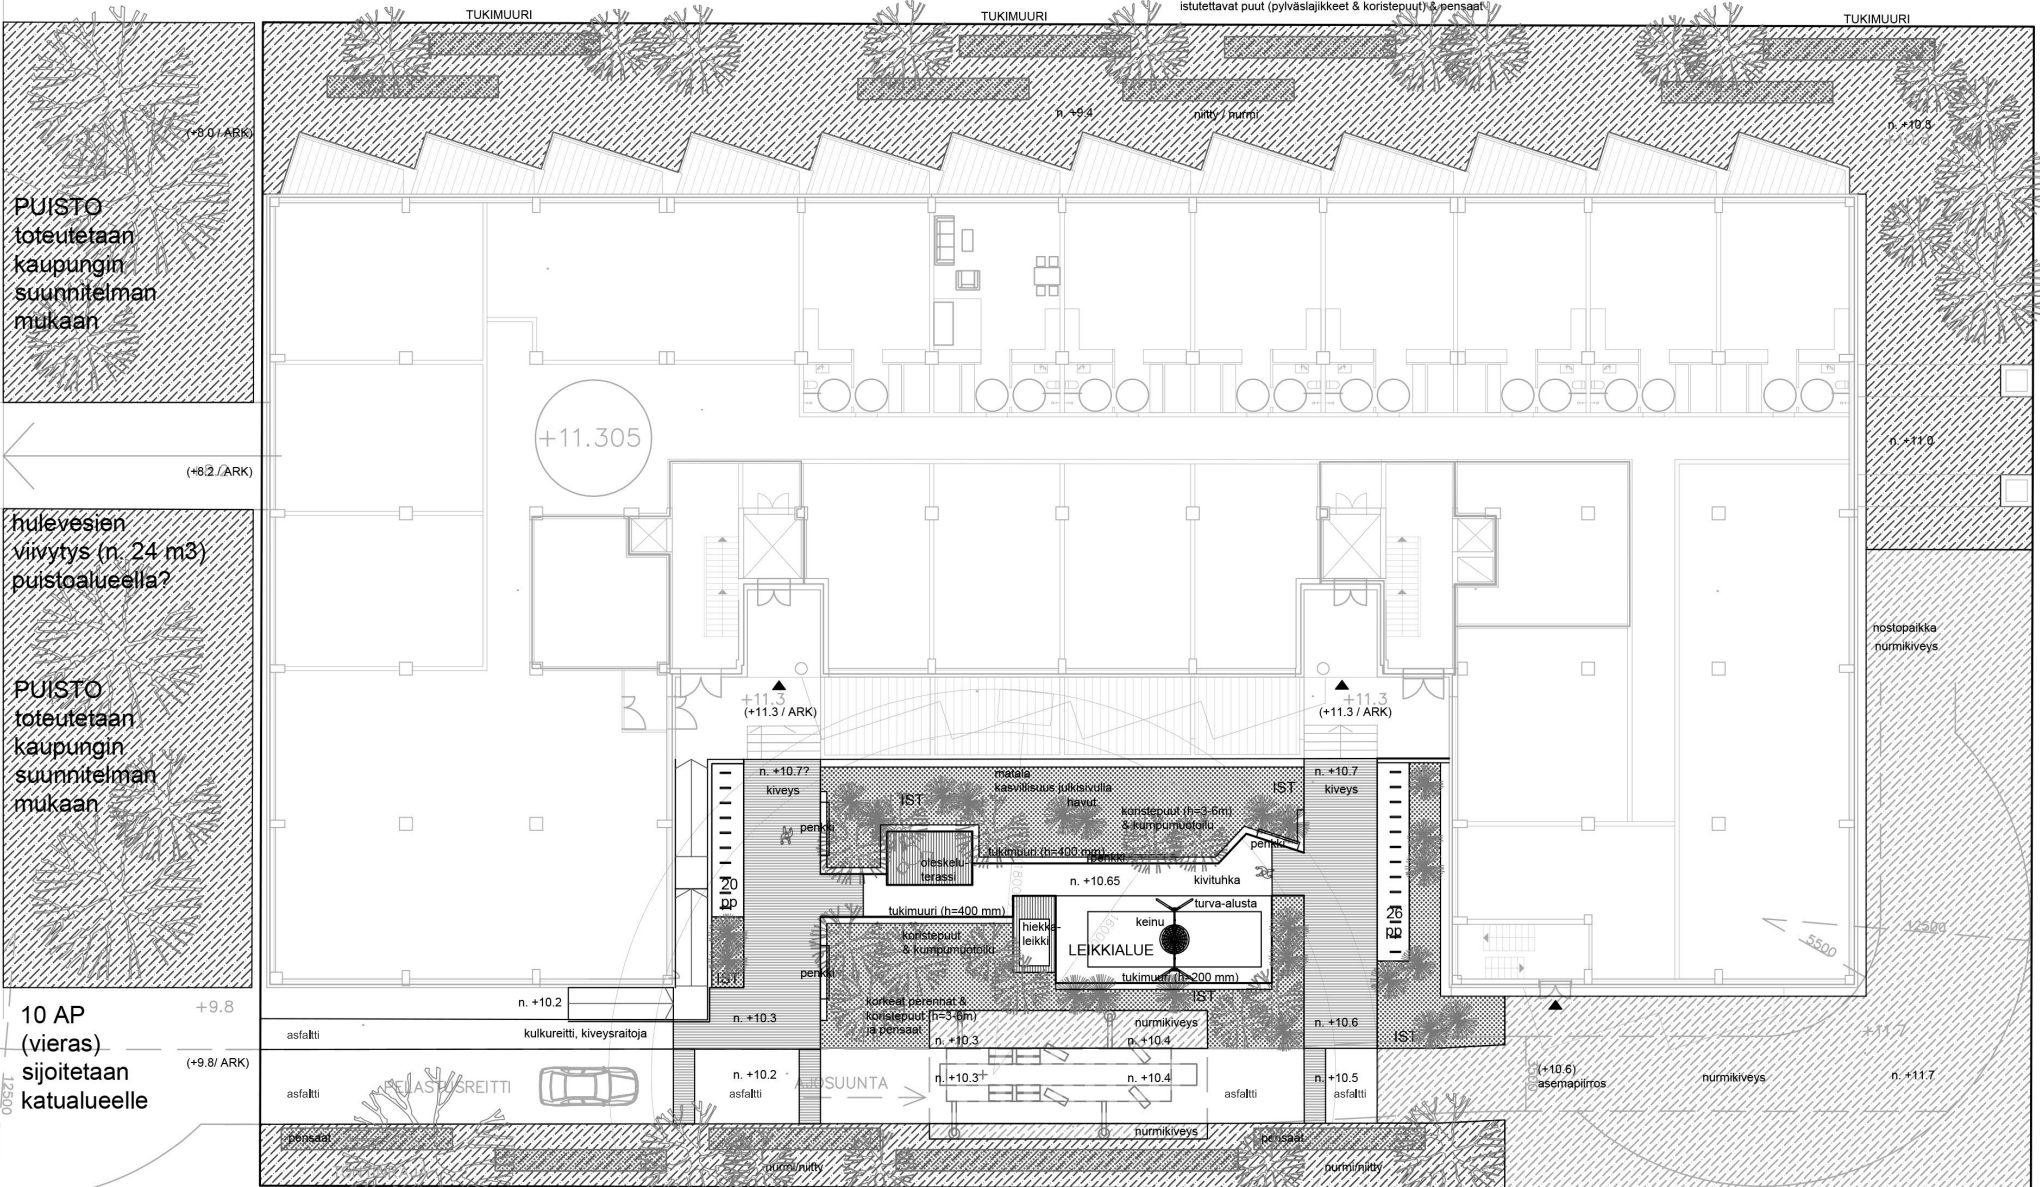 istutettavat puut (pylväslajikkeet & koristepuut) & pensaat
TUKIMUURI
TUKIMUURI
TUKIMUURI
n. +9.4
niitty / nurmi
n. +10.8
(+8.0 / ARK)
PUISTO
toteutetaan
kaupungin
suunnitelman
mukaan
+11.305
n. +11.0
(+8.2 / ARK)
hulevesien
viivytys (n. 24 m3)
puistoalueella?
nostopaikka
nurmikiveys
PUISTO
toteutetaan
kaupungin
suunnitelman
mukaan
+11.3
(+11.3 / ARK)
+11.3
(+11.3 / ARK)
n. +10.7?
kiveys
IST
matala
kasvillisuus julkisivulla
havut
IST
n. +10.7
kiveys
koristepuut (h=3-6m)
& kumpumuotoilu
penkki
tukimuuri (h=400 mm)
penkki
penkki
oleskelu-
terassi
n. +10.65
kivituhka
20
pp
tukimuuri (h=400 mm)
turva-alusta
26
pp
hiekka-
leikki
keinu
koristepuut
& kumpumuotoilu
LEIKKIALUE
penkki
tukimuuri (h=200 mm)
IST
IST
12500
5500
korkeat perennat &
koristepuut (h=3-6m)
ja pensaat
n. +10.2
+9.8
n. +10.3
nurmikiveys
n. +10.6
IST
+11.7
10 AP
(vieras)
sijoitetaan
katualueelle
asfaltti
kulkureitti, kiveysraitoja
n. +10.3
n. +10.4
(+9.8/ ARK)
PELASTUSREITTI
n. +10.2
asfaltti
AJOSUUNTA
n. +10.3
n. +10.4
asfaltti
n. +10.5
asfaltti
(+10.6)
asemapiirros
nurmikiveys
n. +11.7
asfaltti
12500
pensaat
nurmikiveys
pensaat
nurmi/niitty
nurmi/niitty